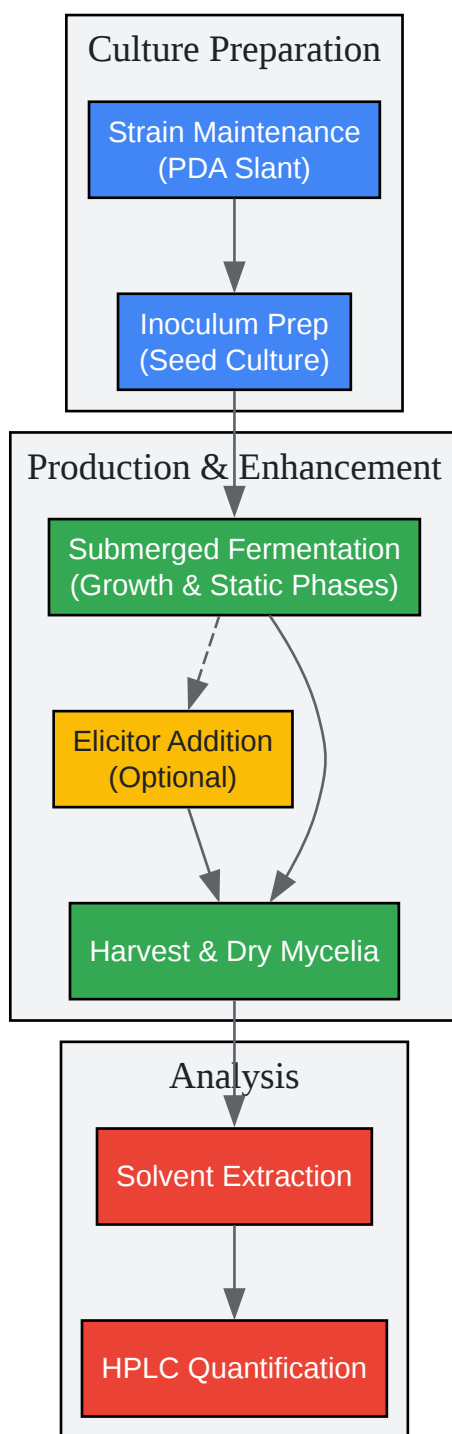 Culture Preparation
Strain Maintenance
(PDA Slant)
Inoculum Prep
(Seed Culture)
Production & Enhancement
Submerged Fermentation
(Growth & Static Phases)
Elicitor Addition
(Optional)
Harvest & Dry Mycelia
Analysis
Solvent Extraction
HPLC Quantification